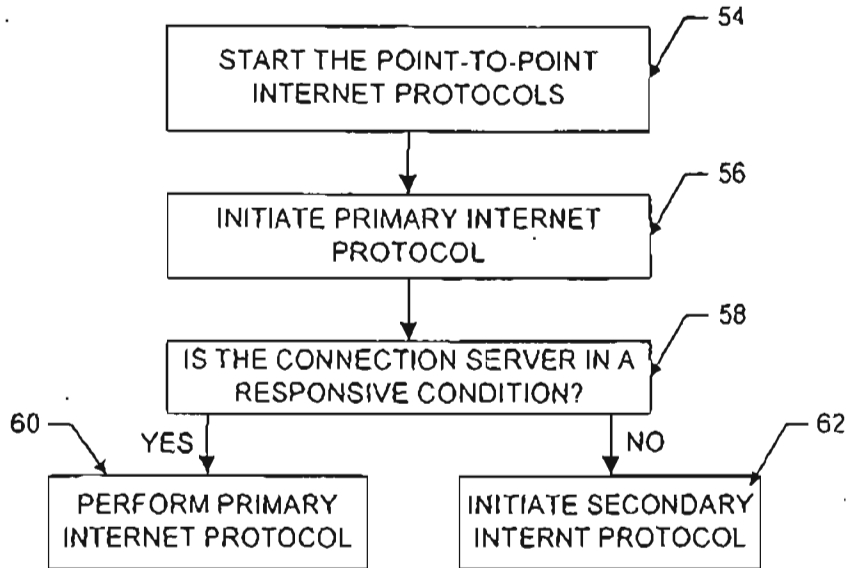 54
START THE POINT-TO-POINT
INTERNET PROTOCOLS
56
INITIATE PRIMARY INTERNET
PROTOCOL
58
IS THE CONNECTION SERVER IN A
RESPONSIVE CONDITION?
60
YES
NO
62
PERFORM PRIMARY
INTERNET PROTOCOL
INITIATE SECONDARY
INTERNT PROTOCOL